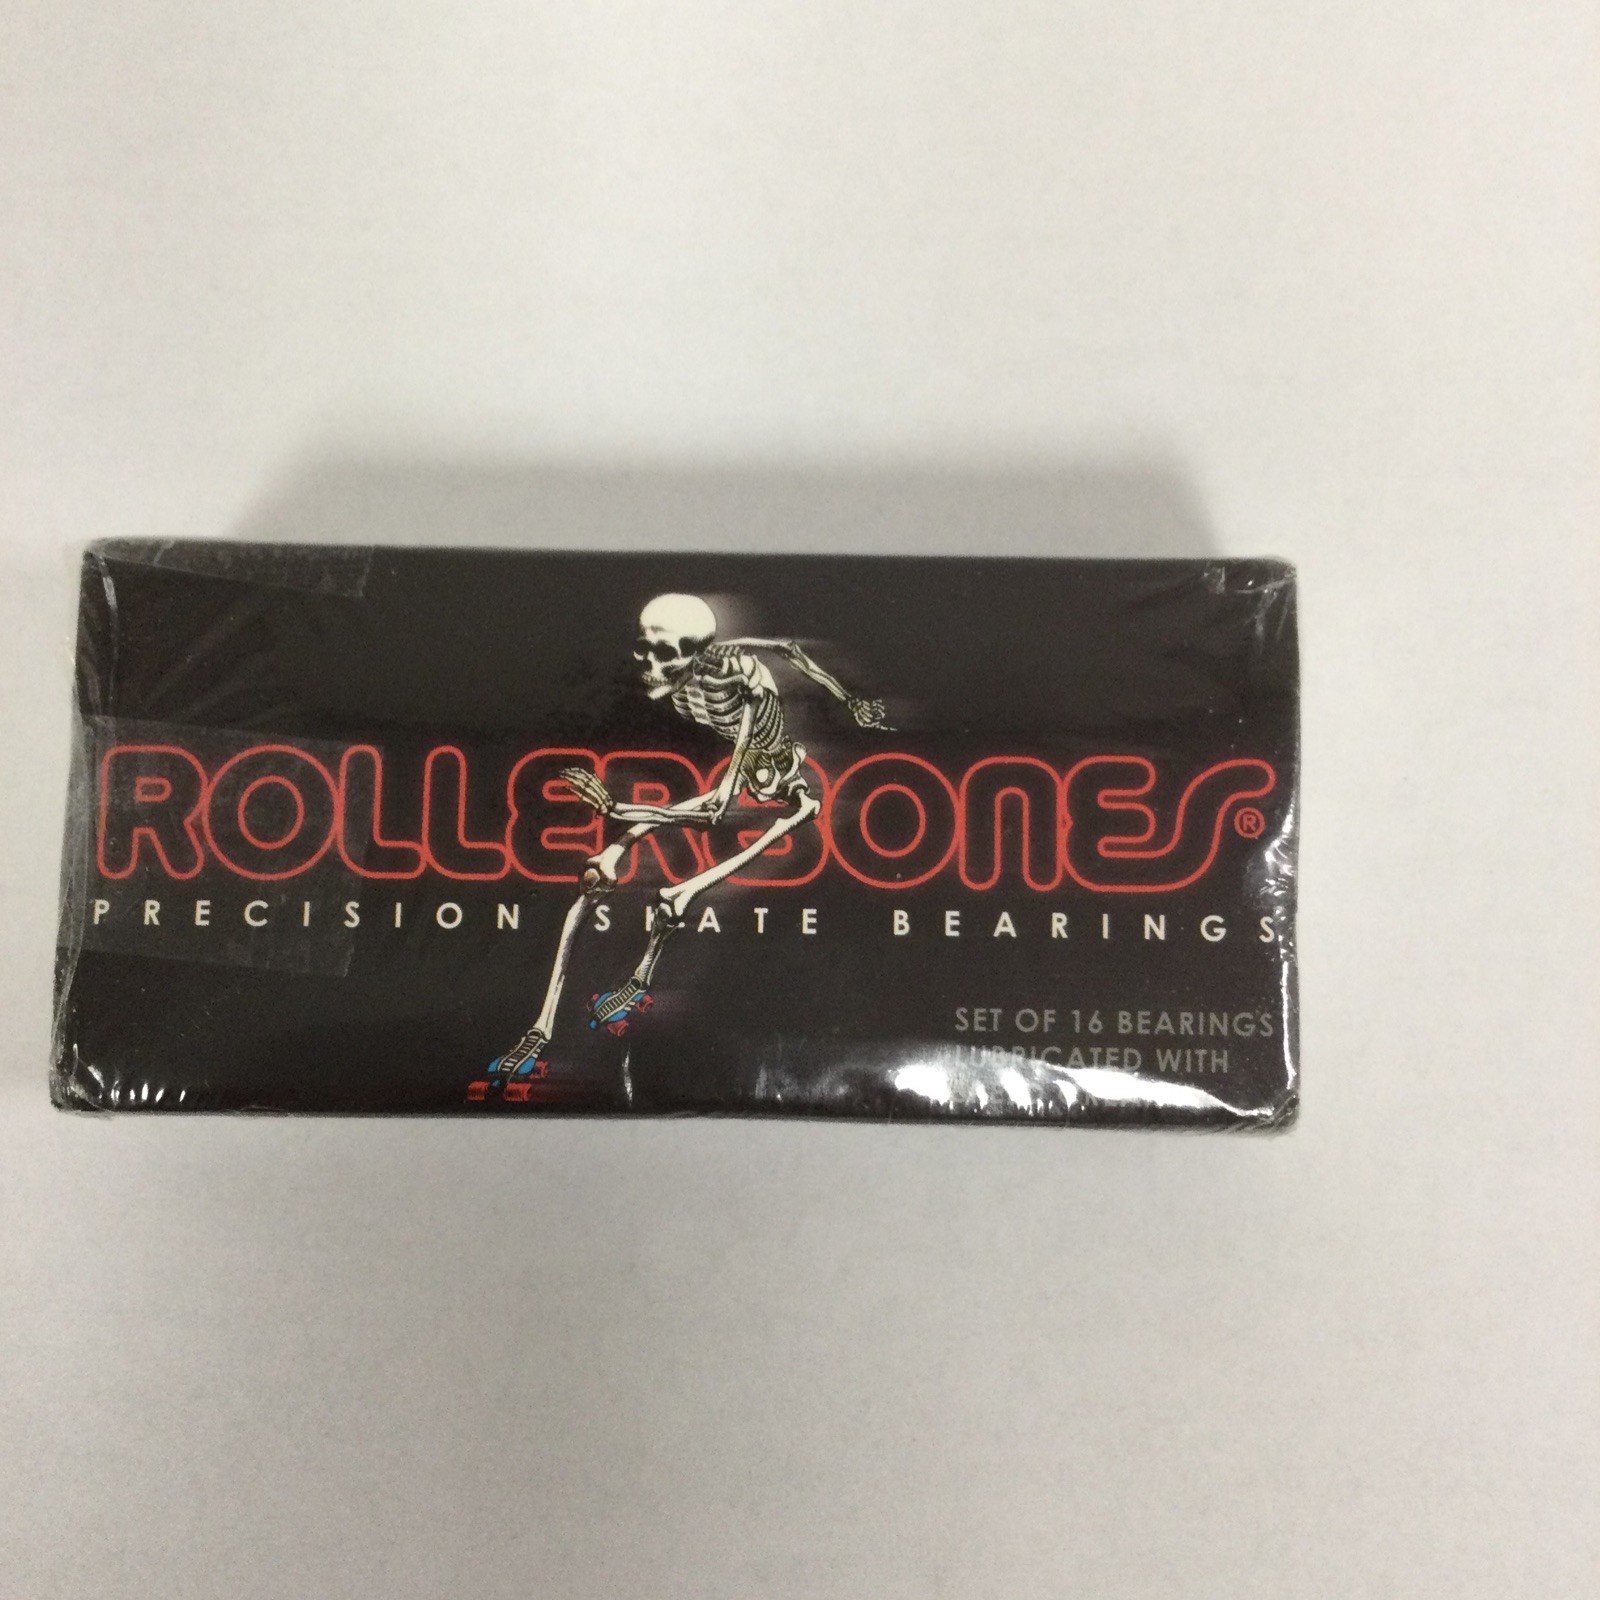 ROLLERBONES®
PRECISION SKATE BEARINGS
SET OF 16 BEARINGS
LUBRICATED WITH